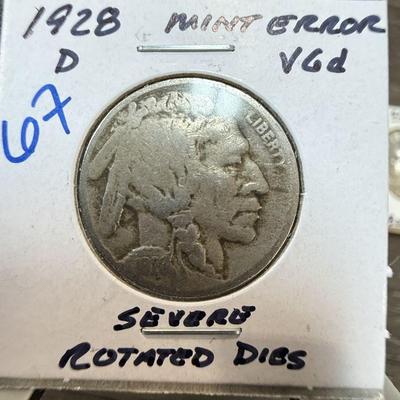 1928 MINT ERROR
D VGd
67
LIBERTY
SEVERE
ROTATED DIES